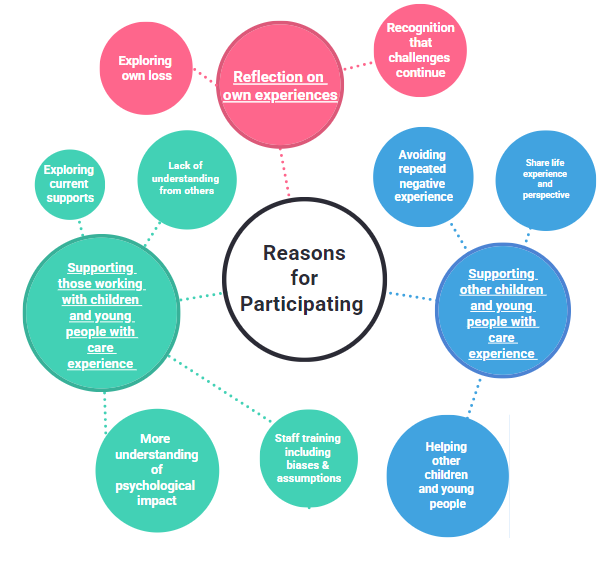 Exploring
own loss
Reflection on
own experiences
Recognition
that
challenges
continue
Exploring
current
supports
Lack of
understanding
from others
Avoiding
repeated
negative
experience
Share life
experience
and
perspective
Reasons
for
Participating
Supporting
those working
with children
and young
people with
care
experience
Supporting
other children
and young
people with
care
experience
More
understanding
of
psychological
impact
Staff training
including
biases &
assumptions
Helping
other
children
and young
people